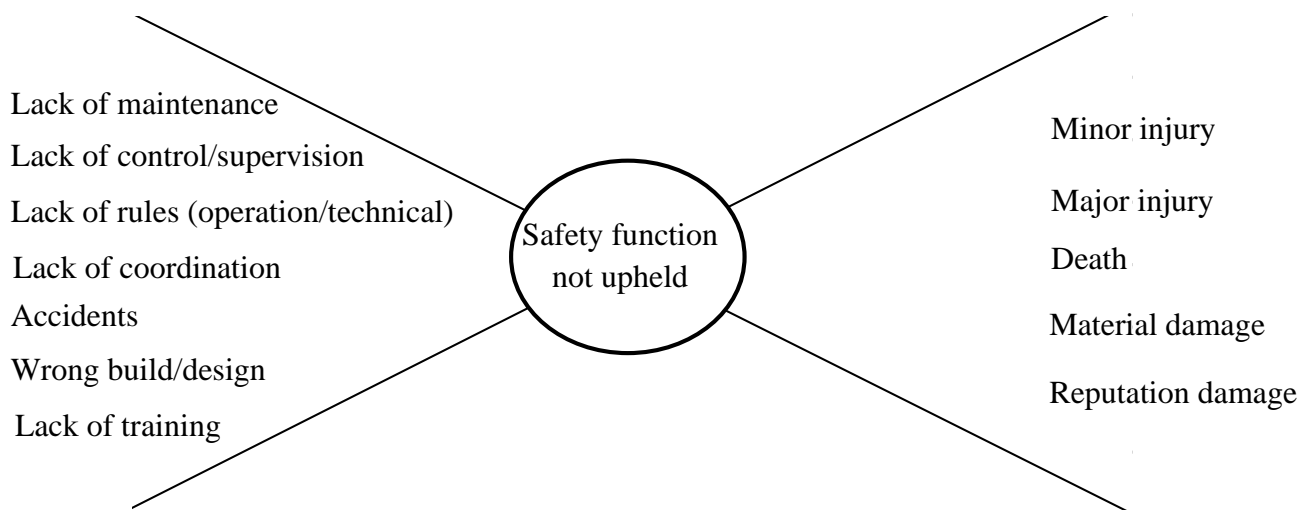 Lack of maintenance
Lack of control/supervision
Lack of rules (operation/technical)
Lack of coordination
Accidents
Wrong build/design
Lack of training
Safety function
not upheld
Minor injury
Major injury
Death
Material damage
Reputation damage